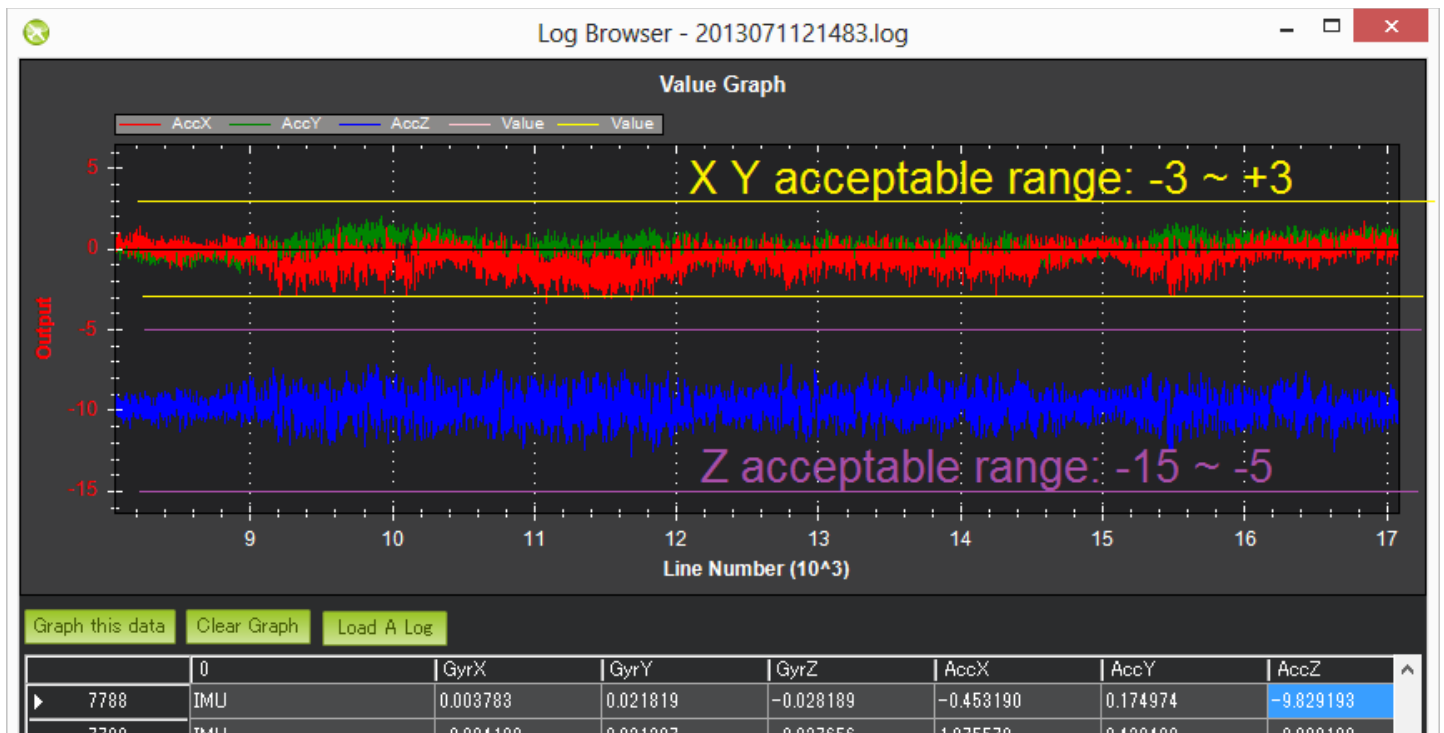 Log Browser - 2013071121483.log
Value Graph
AccX AccY AccZ Value Value
X Y acceptable range: -3 ~ +3
5
0
-5
-10
-15
Output
Z acceptable range: -15 ~ -5
9 10 11 12 13 14 15 16 17
Line Number (10^3)
Graph this data Clear Graph Load A Log
0 GyrX GyrY GyrZ AccX AccY AccZ
7788 IMU 0.003783 0.021819 -0.028189 -0.453190 0.174974 -9.829193